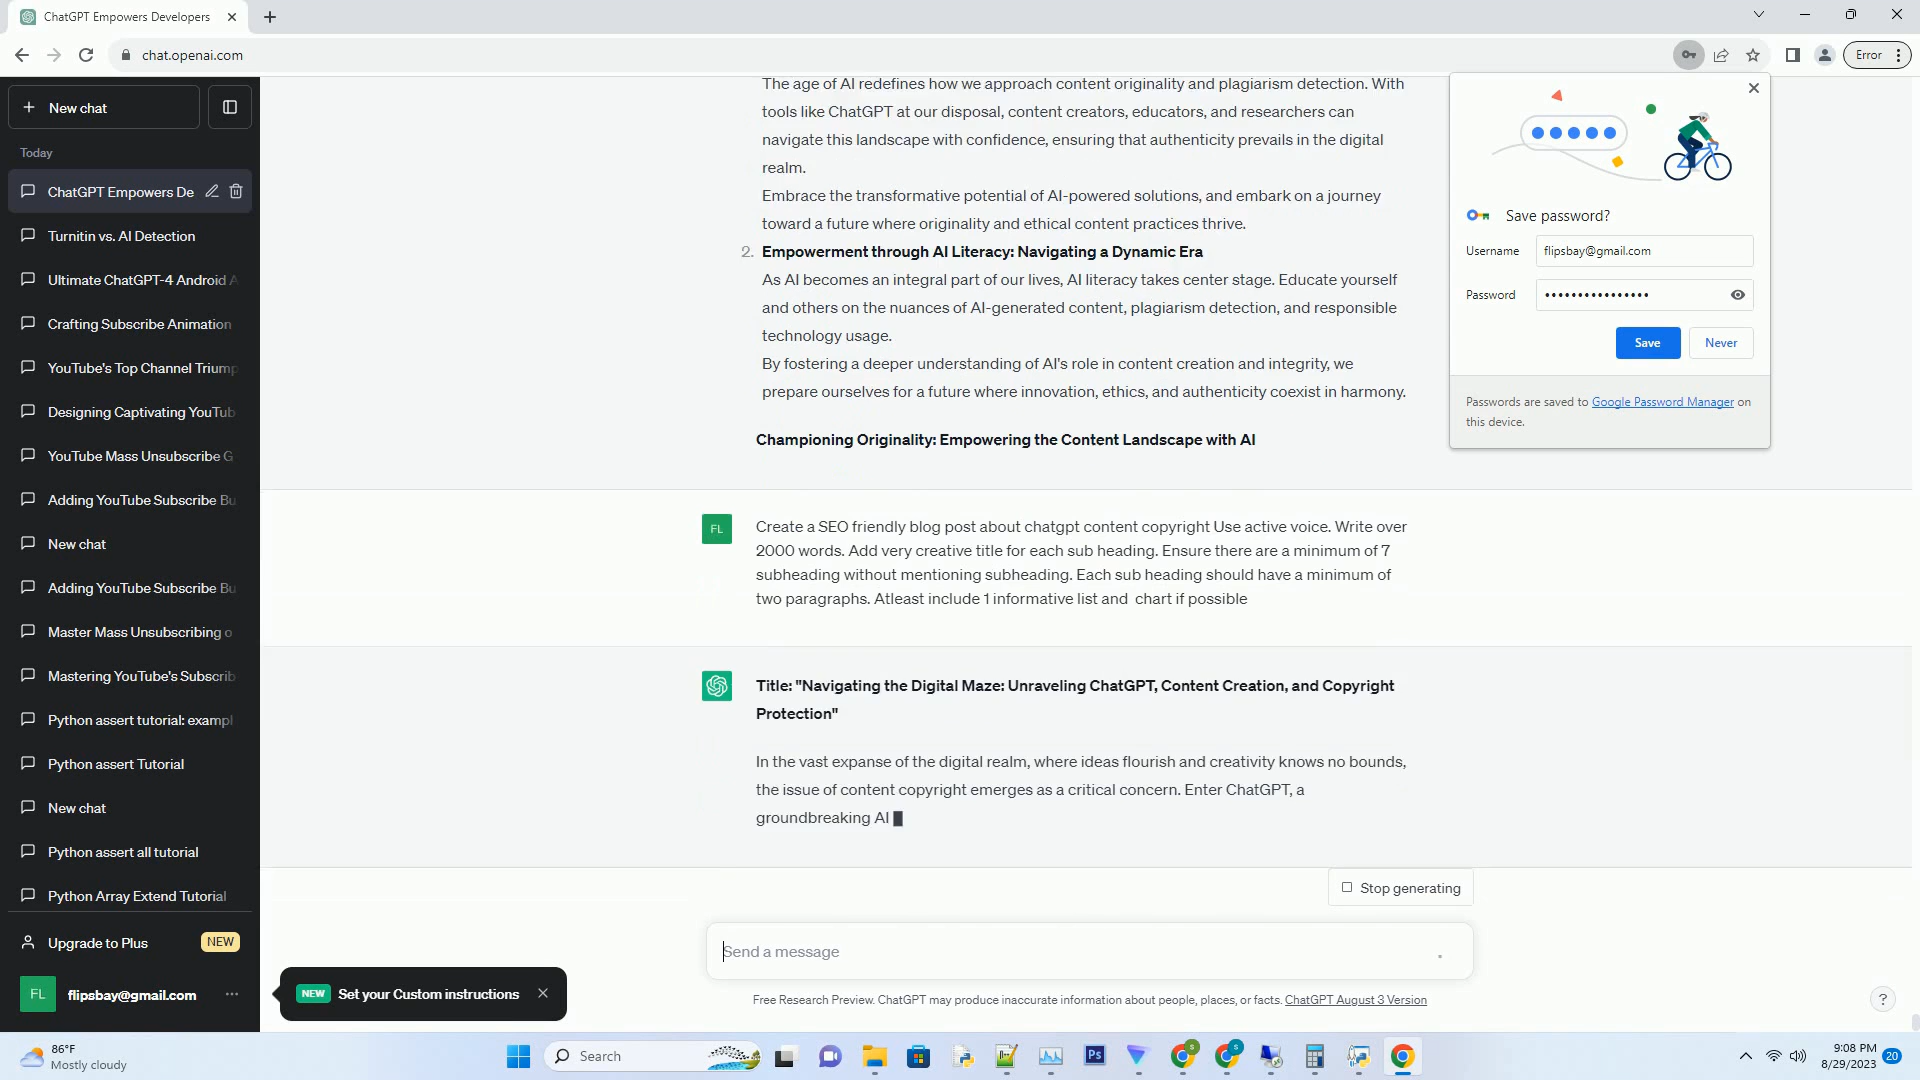 ChatGPT Empowers Developers
chat.openai.com
Error
New chat
Today
ChatGPT Empowers De
Turnitin vs. AI Detection
Ultimate ChatGPT-4 Android A
Crafting Subscribe Animation
YouTube's Top Channel Triump
Designing Captivating YouTub
YouTube Mass Unsubscribe G
Adding YouTube Subscribe Bu
New chat
Adding YouTube Subscribe Bu
Master Mass Unsubscribing o
Mastering YouTube's Subscrib
Python assert tutorial: exampl
Python assert Tutorial
New chat
Python assert all tutorial
Python Array Extend Tutorial
Upgrade to Plus
NEW
FL
flipsbay@gmail.com
The age of AI redefines how we approach content originality and plagiarism detection. With
tools like ChatGPT at our disposal, content creators, educators, and researchers can
navigate this landscape with confidence, ensuring that authenticity prevails in the digital
realm.
Embrace the transformative potential of AI-powered solutions, and embark on a journey
toward a future where originality and ethical content practices thrive.
2. Empowerment through AI Literacy: Navigating a Dynamic Era
As AI becomes an integral part of our lives, AI literacy takes center stage. Educate yourself
and others on the nuances of AI-generated content, plagiarism detection, and responsible
technology usage.
By fostering a deeper understanding of AI's role in content creation and integrity, we
prepare ourselves for a future where innovation, ethics, and authenticity coexist in harmony.
Championing Originality: Empowering the Content Landscape with AI
FL
Create a SEO friendly blog post about chatgpt content copyright Use active voice. Write over
2000 words. Add very creative title for each sub heading. Ensure there are a minimum of 7
subheading without mentioning subheading. Each sub heading should have a minimum of
two paragraphs. Atleast include 1 informative list and chart if possible
Title: "Navigating the Digital Maze: Unraveling ChatGPT, Content Creation, and Copyright
Protection"
In the vast expanse of the digital realm, where ideas flourish and creativity knows no bounds,
the issue of content copyright emerges as a critical concern. Enter ChatGPT, a
groundbreaking AI
Stop generating
Send a message
NEW Set your Custom instructions
Free Research Preview. ChatGPT may produce inaccurate information about people, places, or facts. ChatGPT August 3 Version
?
Save password?
Username flipsbay@gmail.com
Password ••••••••••••••••
Save Never
Passwords are saved to Google Password Manager on
this device.
86°F
Mostly cloudy
Search
Ps
S
S
9:08 PM
8/29/2023
20